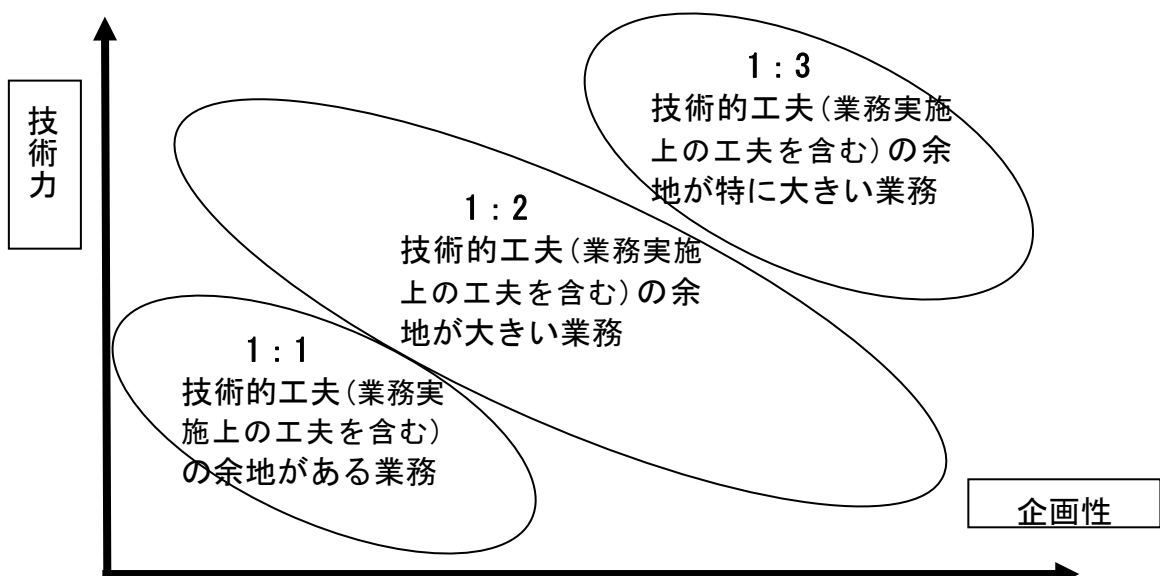 技術力
1:3
技術的工夫(業務実施
上の工夫を含む)の余
地が特に大きい業務
1:2
技術的工夫(業務実施
上の工夫を含む)の余
地が大きい業務
1:1
技術的工夫(業務実
施上の工夫を含む)
の余地がある業務
企画性